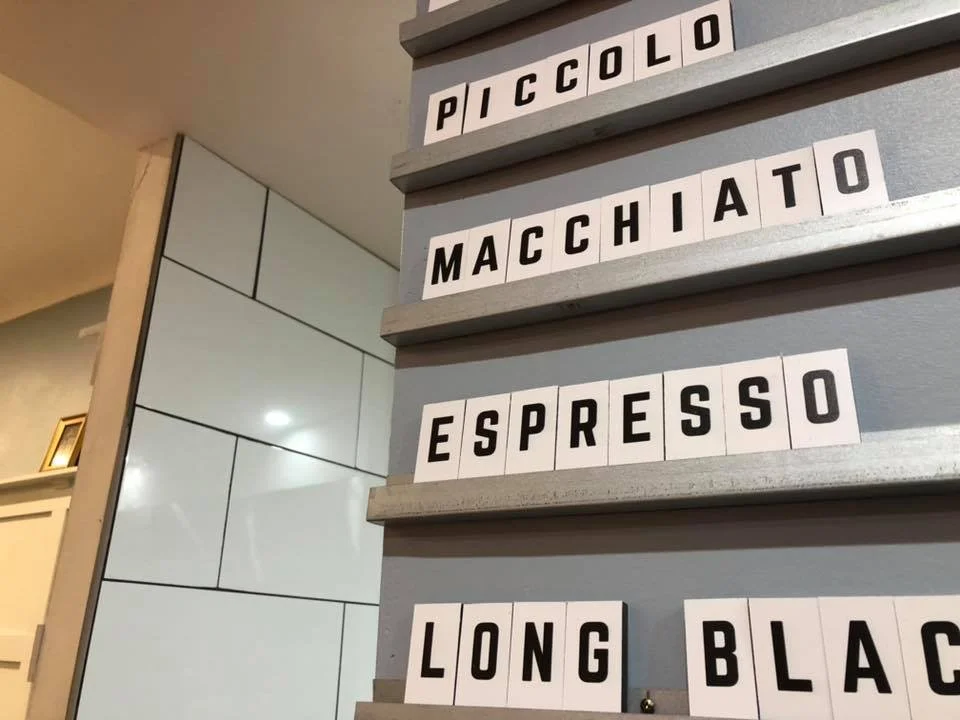 PICCOLO
MACCHIATO
ESPRESSO
LONG BLAC